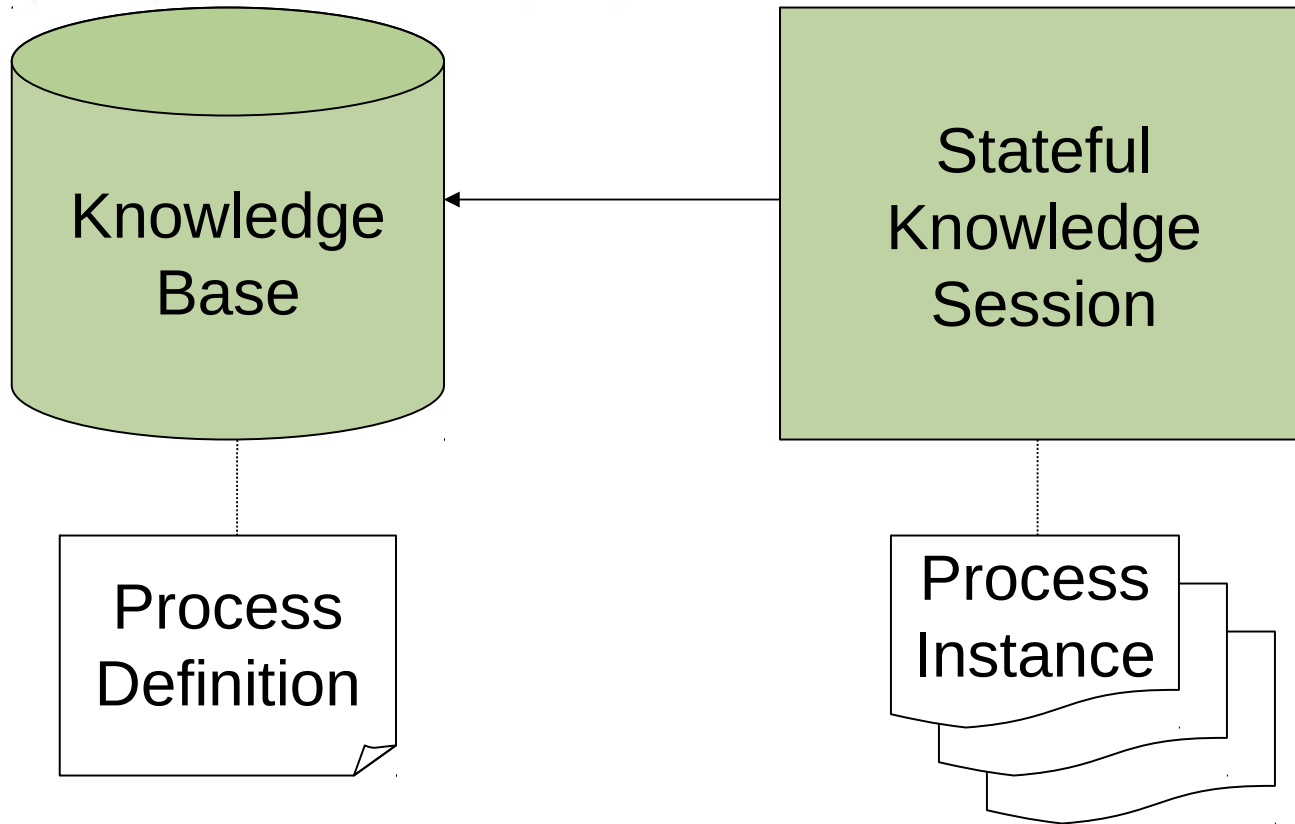 Knowledge
Base
Stateful
Knowledge
Session
Process
Definition
Process
Instance